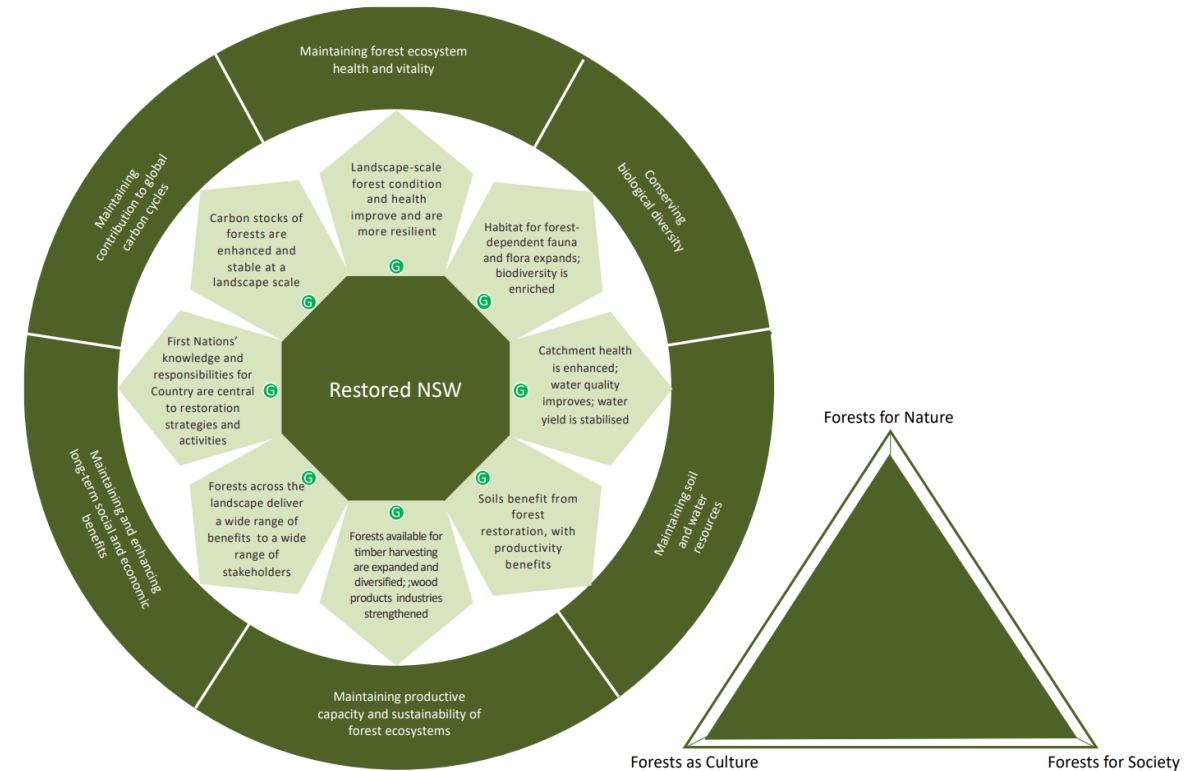 Maintaining forest ecosystem
health and vitality
Conserving
biological diversity
Maintaining soil
and water
resources
Maintaining productive
capacity and sustainability of
forest ecosystems
Maintaining and enhancing
long-term social and economic
benefits
Maintaining
contribution to global
carbon cycles
Landscape-scale
forest condition
and health
improve and are
more resilient
G
Habitat for forest-
dependent fauna
and flora expands;
biodiversity is
enriched
G
Catchment health
is enhanced;
water quality
improves; water
yield is stabilised
G
Soils benefit from
forest
restoration, with
productivity
benefits
G
Forests available for
timber harvesting
are expanded and
diversified; ;wood
products industries
strengthened
G
Forests across the
landscape deliver
a wide range of
benefits to a wide
range of
stakeholders
G
First Nations’
knowledge and
responsibilities for
Country are central
to restoration
strategies and
activities
G
Carbon stocks of
forests are
enhanced and
stable at a
landscape scale
G
Restored NSW
Forests for Nature
Forests as Culture
Forests for Society